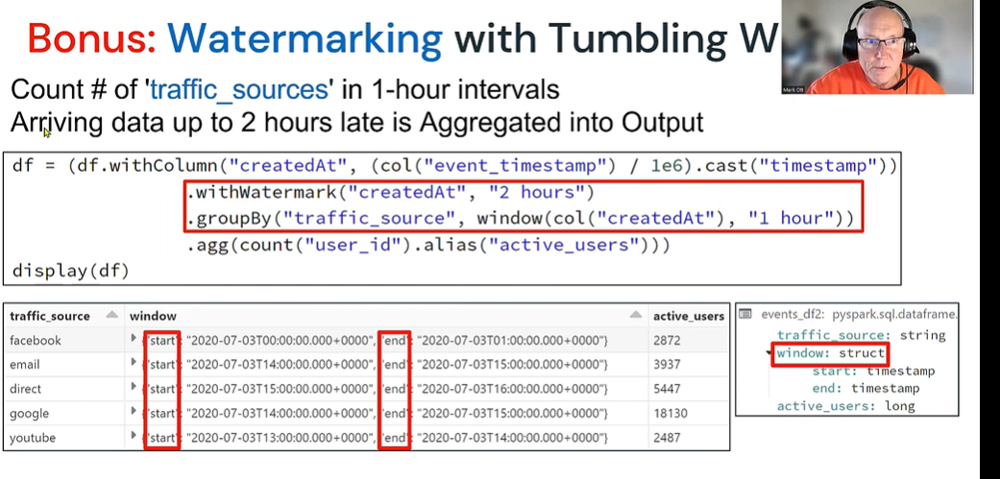 Bonus: Watermarking with Tumbling W
Mark Ott
Count # of 'traffic_sources' in 1-hour intervals
Arriving data up to 2 hours late is Aggregated into Output
df = (df.withColumn("createdAt", (col("event_timestamp") / 1e6).cast("timestamp"))
.withWatermark("createdAt", "2 hours")
.groupBy("traffic_source", window(col("createdAt"), "1 hour"))
.agg(count("user_id").alias("active_users")))
display(df)
traffic_source window active_users
facebook {"start": "2020-07-03T00:00:00.000+0000", "end": "2020-07-03T01:00:00.000+0000"} 2872
email {"start": "2020-07-03T14:00:00.000+0000", "end": "2020-07-03T15:00:00.000+0000"} 3937
direct {"start": "2020-07-03T15:00:00.000+0000", "end": "2020-07-03T16:00:00.000+0000"} 5447
google {"start": "2020-07-03T14:00:00.000+0000", "end": "2020-07-03T15:00:00.000+0000"} 18130
youtube {"start": "2020-07-03T13:00:00.000+0000", "end": "2020-07-03T14:00:00.000+0000"} 2487
events_df2: pyspark.sql.dataframe.
traffic_source: string
window: struct
start: timestamp
end: timestamp
active_users: long